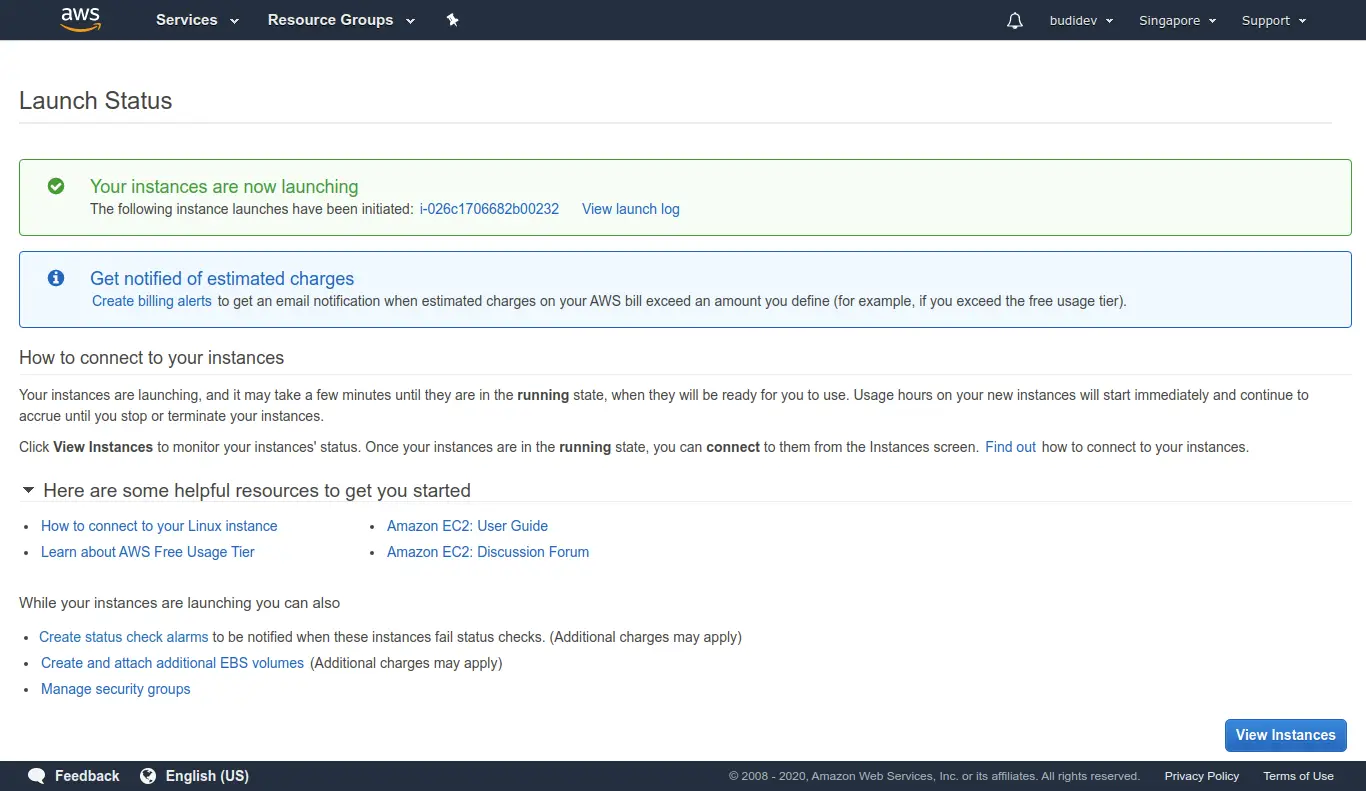 aws Services Resource Groups budidev Singapore Support
Launch Status
Your instances are now launching
The following instance launches have been initiated: i-026c1706682b00232 View launch log
Get notified of estimated charges
Create billing alerts to get an email notification when estimated charges on your AWS bill exceed an amount you define (for example, if you exceed the free usage tier).
How to connect to your instances
Your instances are launching, and it may take a few minutes until they are in the running state, when they will be ready for you to use. Usage hours on your new instances will start immediately and continue to
accrue until you stop or terminate your instances.
Click View Instances to monitor your instances' status. Once your instances are in the running state, you can connect to them from the Instances screen. Find out how to connect to your instances.
Here are some helpful resources to get you started
• How to connect to your Linux instance
• Learn about AWS Free Usage Tier
• Amazon EC2: User Guide
• Amazon EC2: Discussion Forum
While your instances are launching you can also
• Create status check alarms to be notified when these instances fail status checks. (Additional charges may apply)
• Create and attach additional EBS volumes (Additional charges may apply)
• Manage security groups
View Instances
Feedback English (US) © 2008 - 2020, Amazon Web Services, Inc. or its affiliates. All rights reserved. Privacy Policy Terms of Use